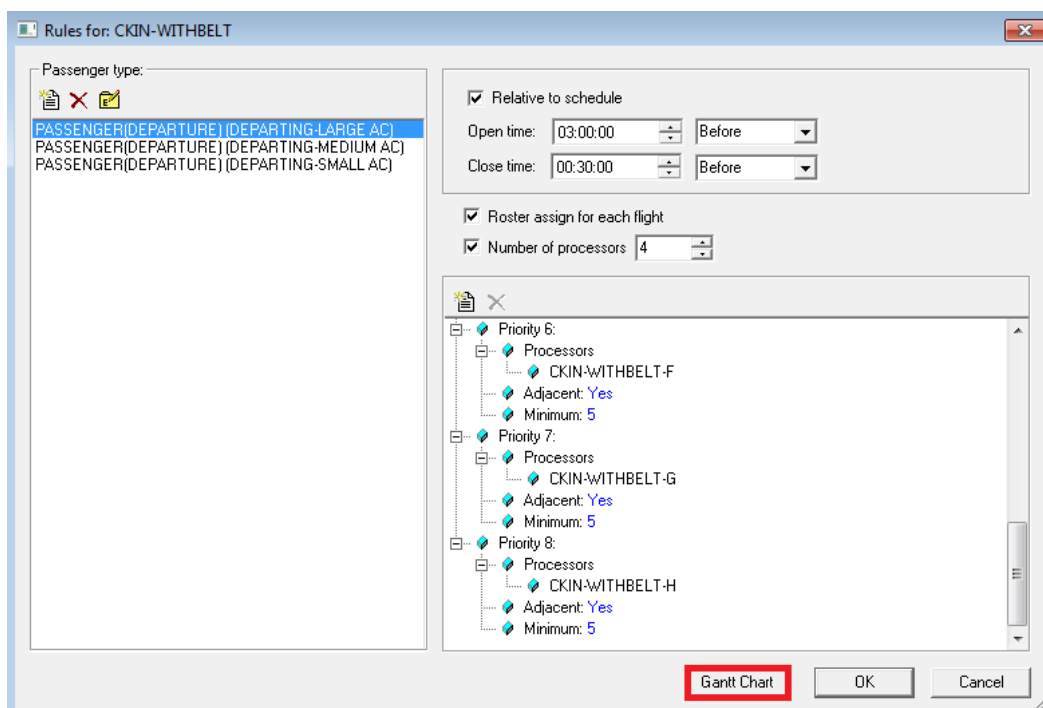 Rules for: CKIN-WITHBELT
Passenger type:
PASSENGER(DEPARTURE) (DEPARTING-LARGE AC)
PASSENGER(DEPARTURE) (DEPARTING-MEDIUM AC)
PASSENGER(DEPARTURE) (DEPARTING-SMALL AC)
Relative to schedule
Open time: 03:00:00 Before
Close time: 00:30:00 Before
Roster assign for each flight
Number of processors 4
Priority 6:
Processors
CKIN-WITHBELT-F
Adjacent: Yes
Minimum: 5
Priority 7:
Processors
CKIN-WITHBELT-G
Adjacent: Yes
Minimum: 5
Priority 8:
Processors
CKIN-WITHBELT-H
Adjacent: Yes
Minimum: 5
Gantt Chart OK Cancel